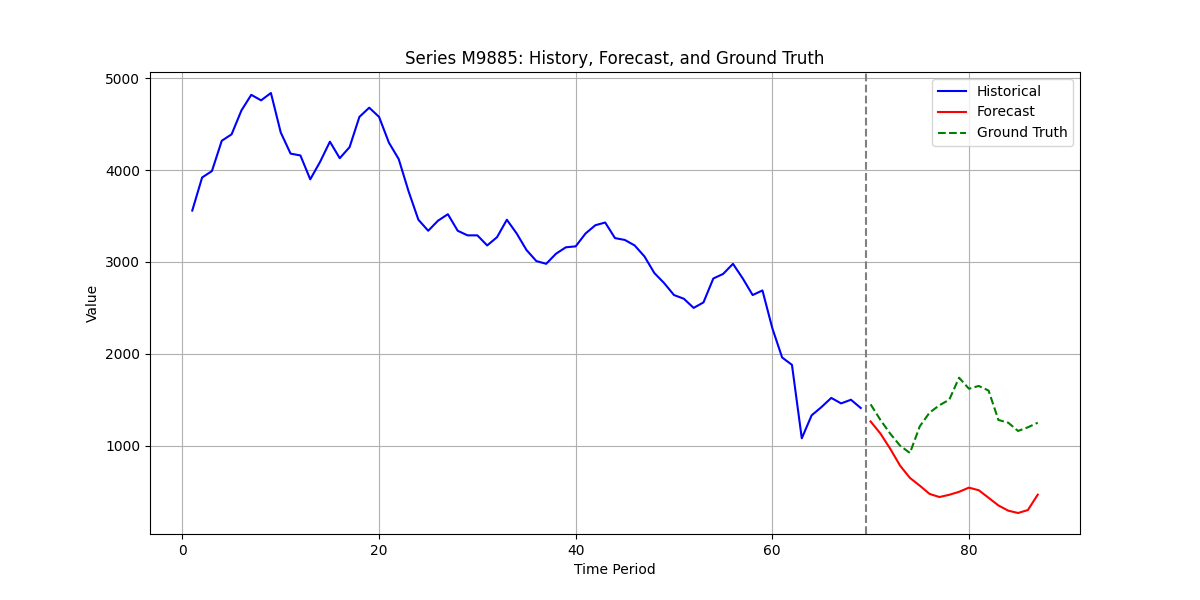 Series M9885: History, Forecast, and Ground Truth
Historical
Forecast
Ground Truth
Value
5000
4000
3000
2000
1000
0
20
40
60
80
Time Period